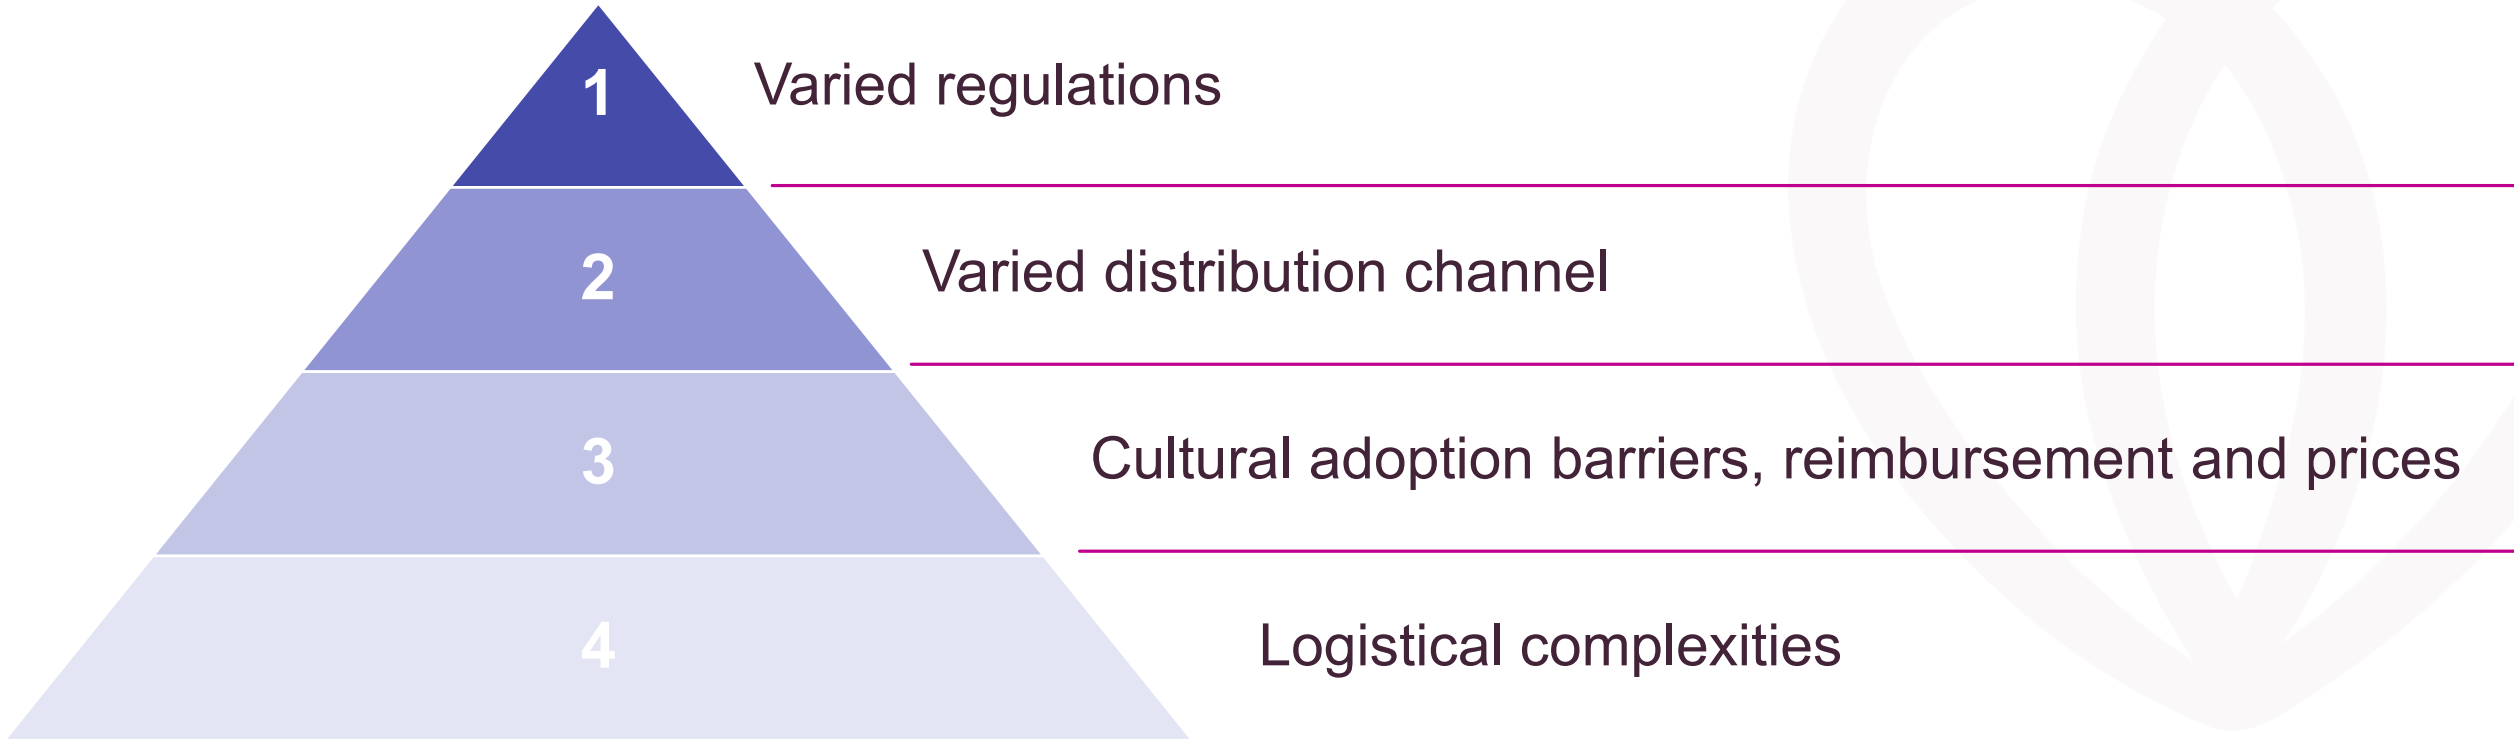 1
Varied regulations
2
Varied distribution channel
3
Cultural adoption barriers, reimbursement and prices
4
Logistical complexities